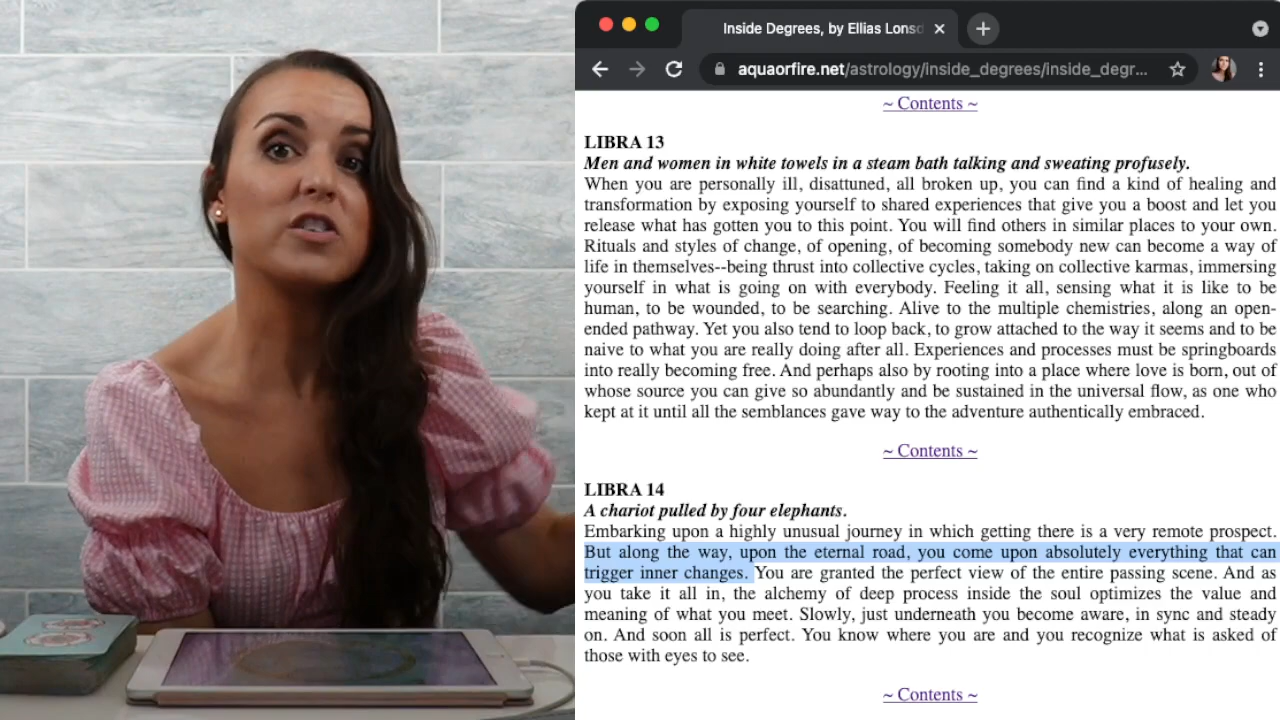 Inside Degrees, by Ellias Lonsd
aquaorfire.net/astrology/inside_degrees/inside_degr...
~ Contents ~
LIBRA 13
Men and women in white towels in a steam bath talking and sweating profusely.
When you are personally ill, disattuned, all broken up, you can find a kind of healing and
transformation by exposing yourself to shared experiences that give you a boost and let you
release what has gotten you to this point. You will find others in similar places to your own.
Rituals and styles of change, of opening, of becoming somebody new can become a way of
life in themselves--being thrust into collective cycles, taking on collective karmas, immersing
yourself in what is going on with everybody. Feeling it all, sensing what it is like to be
human, to be wounded, to be searching. Alive to the multiple chemistries, along an open-
ended pathway. Yet you also tend to loop back, to grow attached to the way it seems and to be
naive to what you are really doing after all. Experiences and processes must be springboards
into really becoming free. And perhaps also by rooting into a place where love is born, out of
whose source you can give so abundantly and be sustained in the universal flow, as one who
kept at it until all the semblances gave way to the adventure authentically embraced.
~ Contents ~
LIBRA 14
A chariot pulled by four elephants.
Embarking upon a highly unusual journey in which getting there is a very remote prospect.
But along the way, upon the eternal road, you come upon absolutely everything that can
trigger inner changes. You are granted the perfect view of the entire passing scene. And as
you take it all in, the alchemy of deep process inside the soul optimizes the value and
meaning of what you meet. Slowly, just underneath you become aware, in sync and steady
on. And soon all is perfect. You know where you are and you recognize what is asked of
those with eyes to see.
~ Contents ~